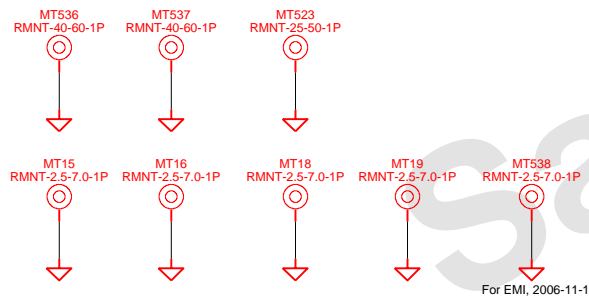 MT536
RMNT-40-60-1P
MT537
RMNT-40-60-1P
MT523
RMNT-25-50-1P
MT15
RMNT-2.5-7.0-1P
MT16
RMNT-2.5-7.0-1P
MT18
RMNT-2.5-7.0-1P
MT19
RMNT-2.5-7.0-1P
MT538
RMNT-2.5-7.0-1P
For EMI, 2006-11-1